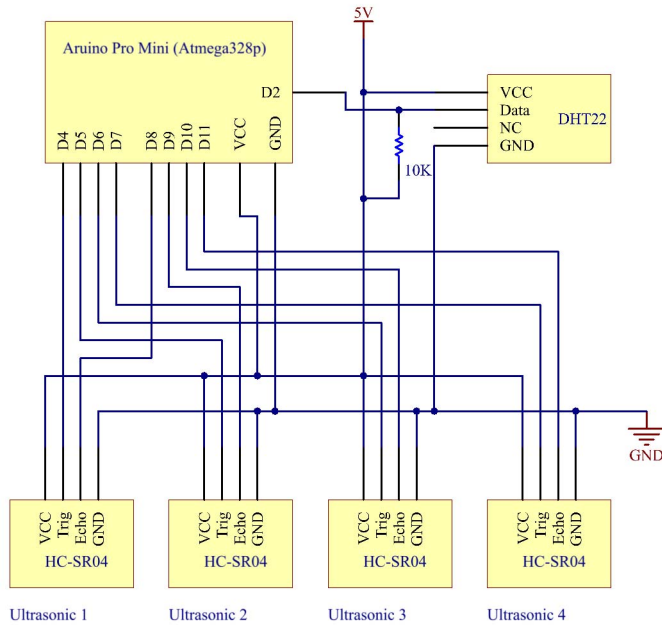 5V
Aruino Pro Mini (Atmega328p)
D2
D4
D5
D6
D7
D8
D9
D10
D11
VCC
GND
VCC
Data
NC
GND
DHT22
10K
GND
VCC
Trig
Echo
GND
HC-SR04
VCC
Trig
Echo
GND
HC-SR04
VCC
Trig
Echo
GND
HC-SR04
VCC
Trig
Echo
GND
HC-SR04
Ultrasonic 1
Ultrasonic 2
Ultrasonic 3
Ultrasonic 4